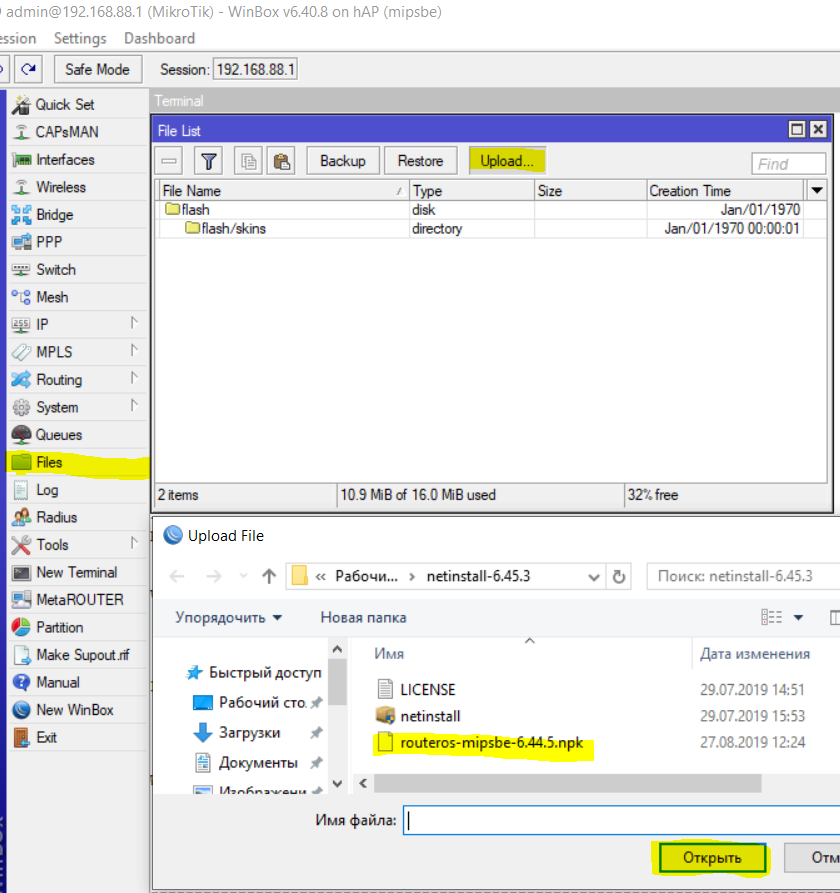 admin@192.168.88.1 (MikroTik) - WinBox v6.40.8 on hAP (mipsbe)
ession Settings Dashboard
Safe Mode Session: 192.168.88.1
Quick Set
CAPsMAN
Interfaces
Wireless
Bridge
PPP
Switch
Mesh
IP
MPLS
Routing
System
Queues
Files
Log
Radius
Tools
New Terminal
MetaROUTER
Partition
Make Supout.rif
Manual
New WinBox
Exit
Terminal
File List
Backup Restore Upload... Find
File Name Type Size Creation Time
flash disk Jan/01/1970
flash/skins directory Jan/01/1970 00:00:01
2 items 10.9 MiB of 16.0 MiB used 32% free
Upload File
« Рабочи... netinstall-6.45.3 Поиск: netinstall-6.45.3
Упорядочить Новая папка
Быстрый доступ
Рабочий сто.
Загрузки
Документы
Изображени
Имя Дата изменения
LICENSE 29.07.2019 14:51
netinstall 29.07.2019 15:53
routeros-mipsbe-6.44.5.npk 27.08.2019 12:24
Имя файла:
Открыть Отм